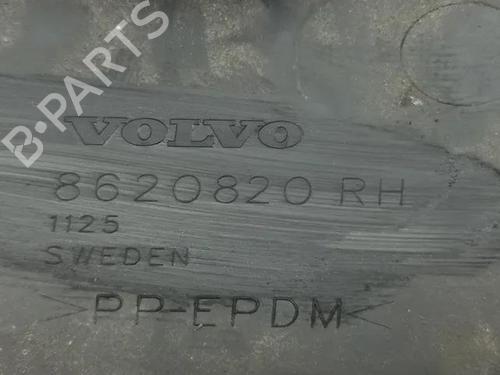 B-PARTS
VOLVO
8620820 RH
1125
SWEDEN
>PP-EPDM<